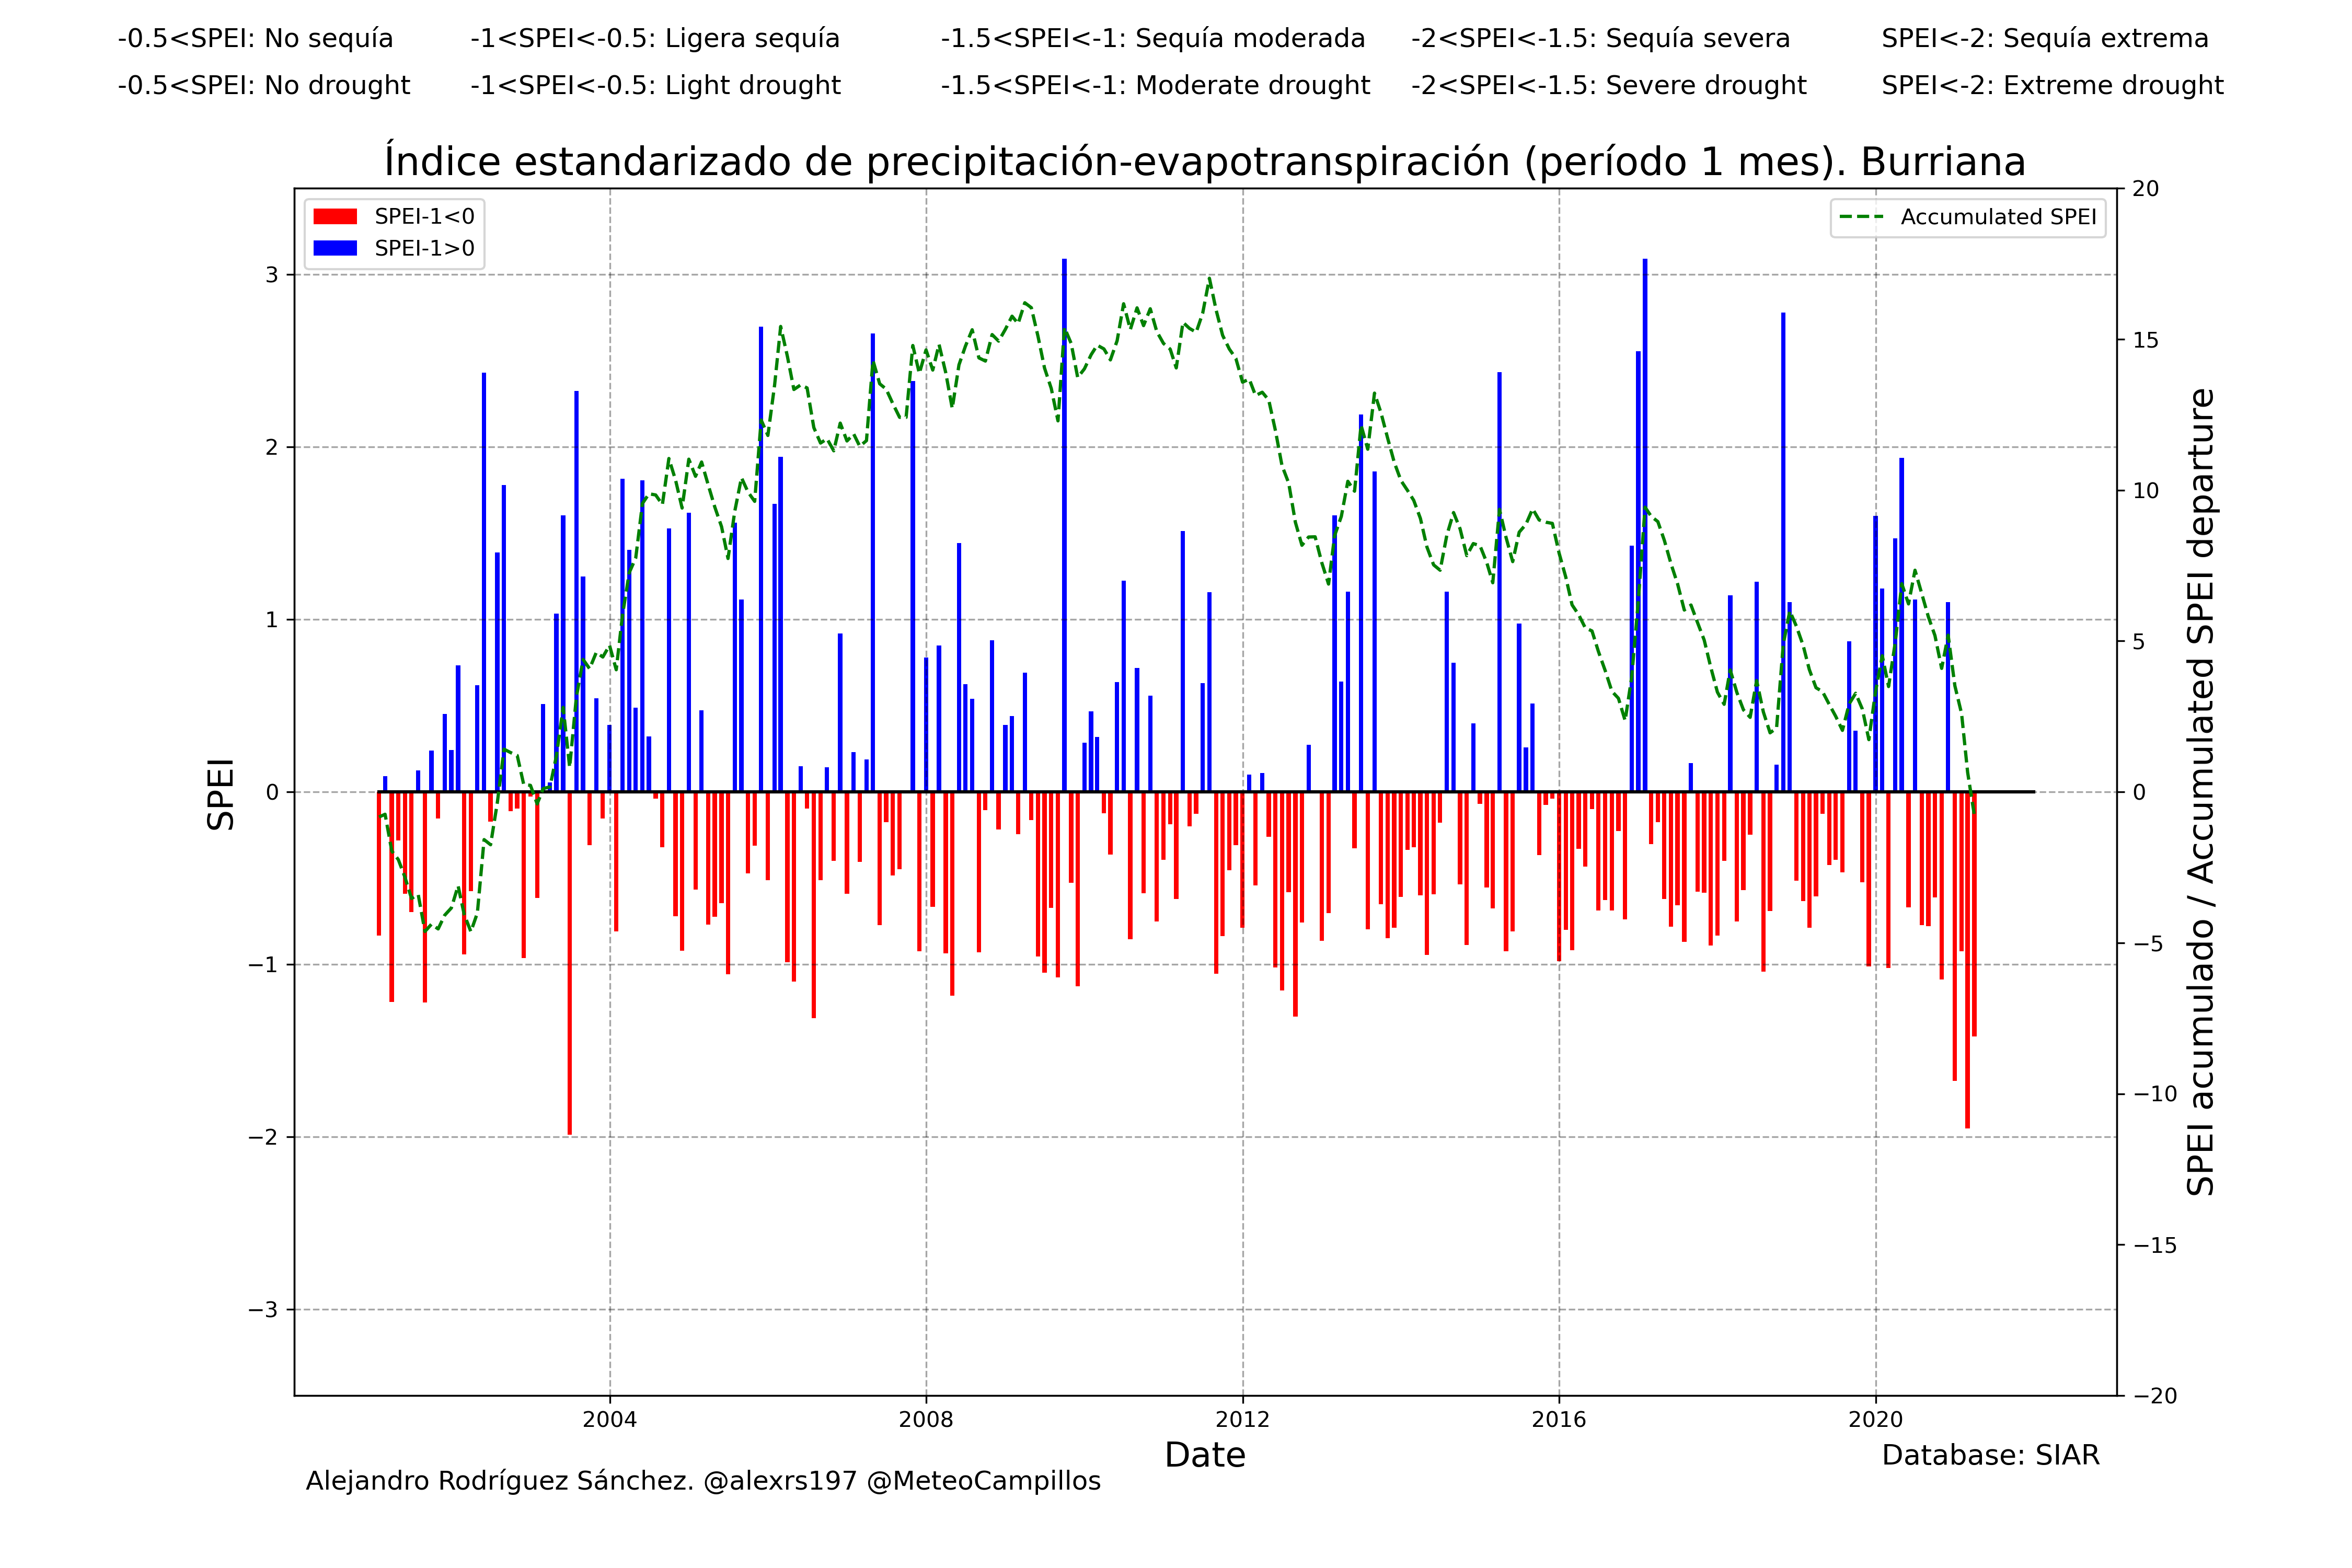 -0.5<SPEI: No sequía -1<SPEI<-0.5: Ligera sequía -1.5<SPEI<-1: Sequía moderada -2<SPEI<-1.5: Sequía severa SPEI<-2: Sequía extrema
-0.5<SPEI: No drought -1<SPEI<-0.5: Light drought -1.5<SPEI<-1: Moderate drought -2<SPEI<-1.5: Severe drought SPEI<-2: Extreme drought
Índice estandarizado de precipitación-evapotranspiración (período 1 mes). Burriana
SPEI-1<0
SPEI-1>0
Accumulated SPEI
SPEI
3
2
1
0
−1
−2
−3
20
15
10
5
0
−5
−10
−15
−20
SPEI acumulado / Accumulated SPEI departure
2004 2008 2012 2016 2020
Date
Database: SIAR
Alejandro Rodríguez Sánchez. @alexrs197 @MeteoCampillos